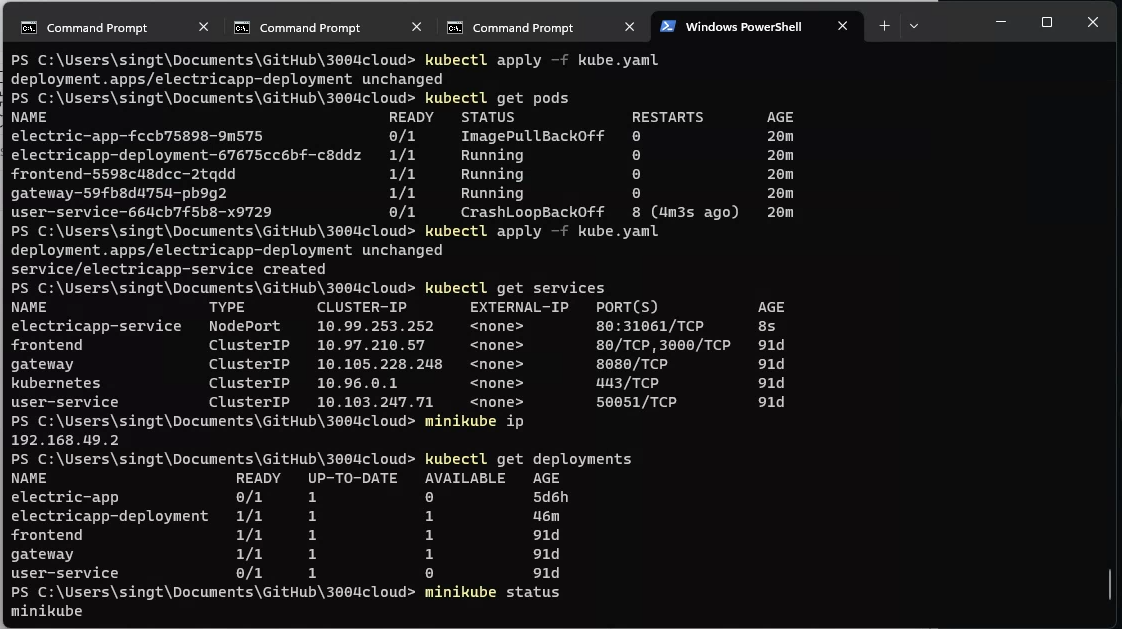 Command Prompt
Command Prompt
Command Prompt
Windows PowerShell
PS C:\Users\singt\Documents\GitHub\3004cloud> kubectl apply -f kube.yaml
deployment.apps/electricapp-deployment unchanged
PS C:\Users\singt\Documents\GitHub\3004cloud> kubectl get pods
NAME READY STATUS RESTARTS AGE
electric-app-fccb75898-9m575 0/1 ImagePullBackOff 0 20m
electricapp-deployment-67675cc6bf-c8ddz 1/1 Running 0 20m
frontend-5598c48dcc-2tqdd 1/1 Running 0 20m
gateway-59fb8d4754-pb9g2 1/1 Running 0 20m
user-service-664cb7f5b8-x9729 0/1 CrashLoopBackOff 8 (4m3s ago) 20m
PS C:\Users\singt\Documents\GitHub\3004cloud> kubectl apply -f kube.yaml
deployment.apps/electricapp-deployment unchanged
service/electricapp-service created
PS C:\Users\singt\Documents\GitHub\3004cloud> kubectl get services
NAME TYPE CLUSTER-IP EXTERNAL-IP PORT(S) AGE
electricapp-service NodePort 10.99.253.252 <none> 80:31061/TCP 8s
frontend ClusterIP 10.97.210.57 <none> 80/TCP,3000/TCP 91d
gateway ClusterIP 10.105.228.248 <none> 8080/TCP 91d
kubernetes ClusterIP 10.96.0.1 <none> 443/TCP 91d
user-service ClusterIP 10.103.247.71 <none> 50051/TCP 91d
PS C:\Users\singt\Documents\GitHub\3004cloud> minikube ip
192.168.49.2
PS C:\Users\singt\Documents\GitHub\3004cloud> kubectl get deployments
NAME READY UP-TO-DATE AVAILABLE AGE
electric-app 0/1 1 0 5d6h
electricapp-deployment 1/1 1 1 46m
frontend 1/1 1 1 91d
gateway 1/1 1 1 91d
user-service 0/1 1 0 91d
PS C:\Users\singt\Documents\GitHub\3004cloud> minikube status
minikube